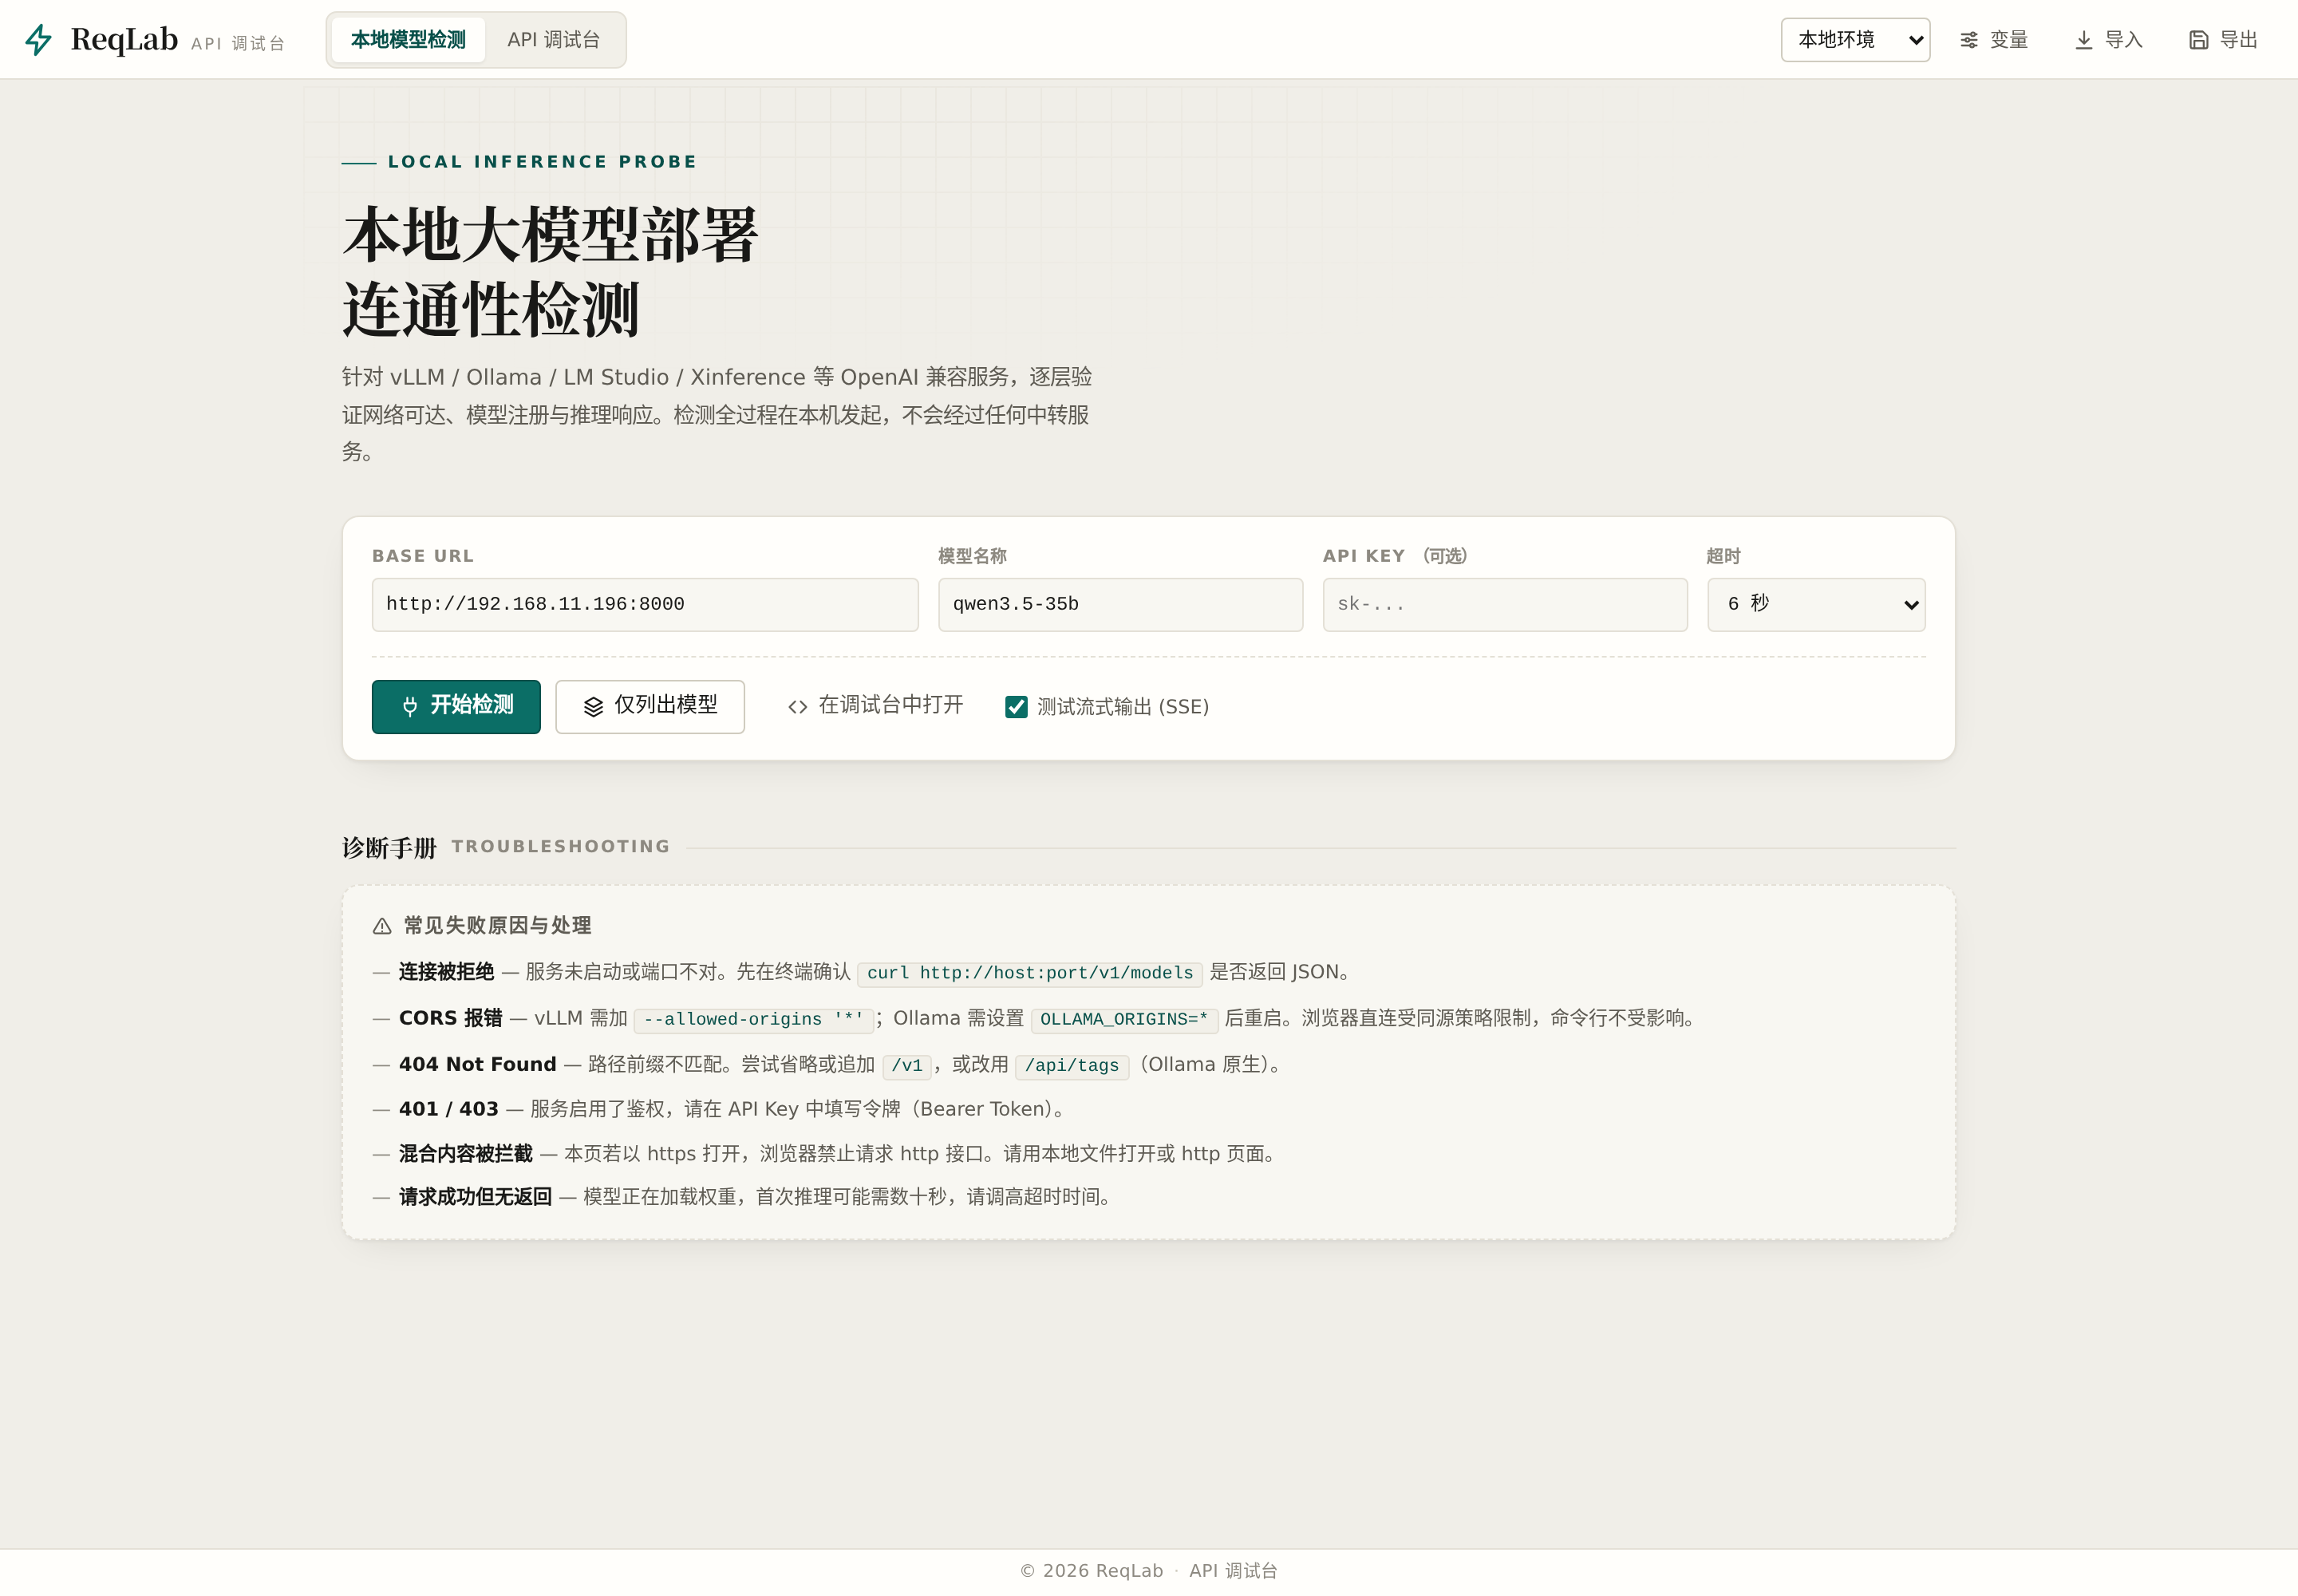 ReqLab API 调试台 本地模型检测 API 调试台 本地环境 变量 导入 导出
LOCAL INFERENCE PROBE
本地大模型部署
连通性检测
针对 vLLM / Ollama / LM Studio / Xinference 等 OpenAI 兼容服务，逐层验
证网络可达、模型注册与推理响应。检测全过程在本机发起，不会经过任何中转服
务。
BASE URL 模型名称 API KEY （可选） 超时
http://192.168.11.196:8000 qwen3.5-35b sk-... 6 秒
开始检测 仅列出模型 在调试台中打开 测试流式输出 (SSE)
诊断手册 TROUBLESHOOTING
常见失败原因与处理
— 连接被拒绝 — 服务未启动或端口不对。先在终端确认 curl http://host:port/v1/models 是否返回 JSON。
— CORS 报错 — vLLM 需加 --allowed-origins '*'；Ollama 需设置 OLLAMA_ORIGINS=* 后重启。浏览器直连受同源策略限制，命令行不受影响。
— 404 Not Found — 路径前缀不匹配。尝试省略或追加 /v1，或改用 /api/tags（Ollama 原生）。
— 401 / 403 — 服务启用了鉴权，请在 API Key 中填写令牌（Bearer Token）。
— 混合内容被拦截 — 本页若以 https 打开，浏览器禁止请求 http 接口。请用本地文件打开或 http 页面。
— 请求成功但无返回 — 模型正在加载权重，首次推理可能需数十秒，请调高超时时间。
© 2026 ReqLab · API 调试台